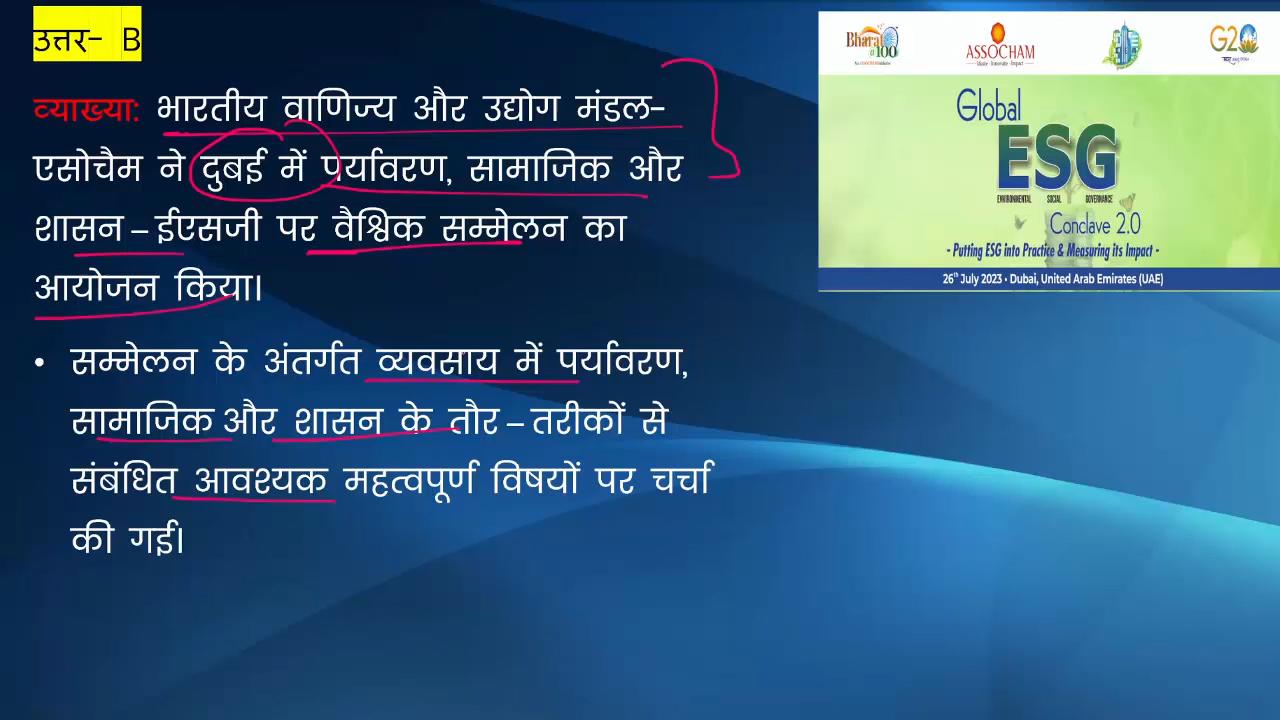 उत्तर- B
व्याख्या: भारतीय वाणिज्य और उद्योग मंडल-
एसोचैम ने दुबई में पर्यावरण, सामाजिक और
शासन – ईएसजी पर वैश्विक सम्मेलन का
आयोजन किया।
• सम्मेलन के अंतर्गत व्यवसाय में पर्यावरण,
सामाजिक और शासन के तौर – तरीकों से
संबंधित आवश्यक महत्वपूर्ण विषयों पर चर्चा
की गई।
Bharat @100
ASSOCHAM
G20
Global
ESG
ENVIRONMENTAL SOCIAL GOVERNANCE
Conclave 2.0
- Putting ESG into Practice & Measuring its Impact -
26th July 2023 • Dubai, United Arab Emirates (UAE)